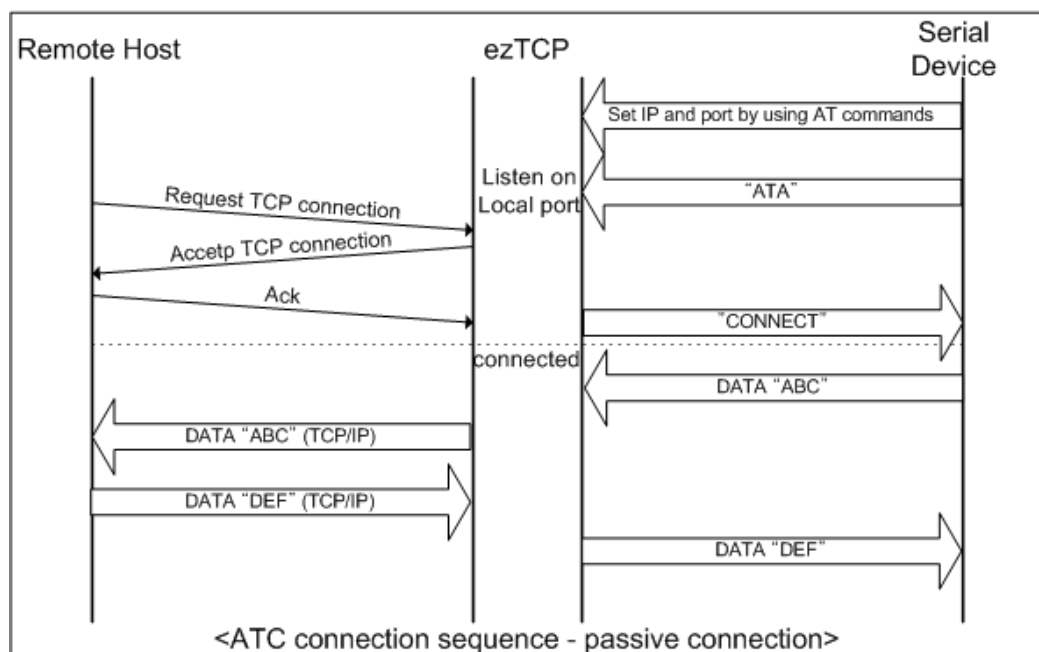 Remote Host
ezTCP
Serial
Device
Set IP and port by using AT commands
Listen on
Local port
"ATA"
Request TCP connection
Accetp TCP connection
Ack
"CONNECT"
connected
DATA "ABC"
DATA "ABC" (TCP/IP)
DATA "DEF" (TCP/IP)
DATA "DEF"
<ATC connection sequence - passive connection>